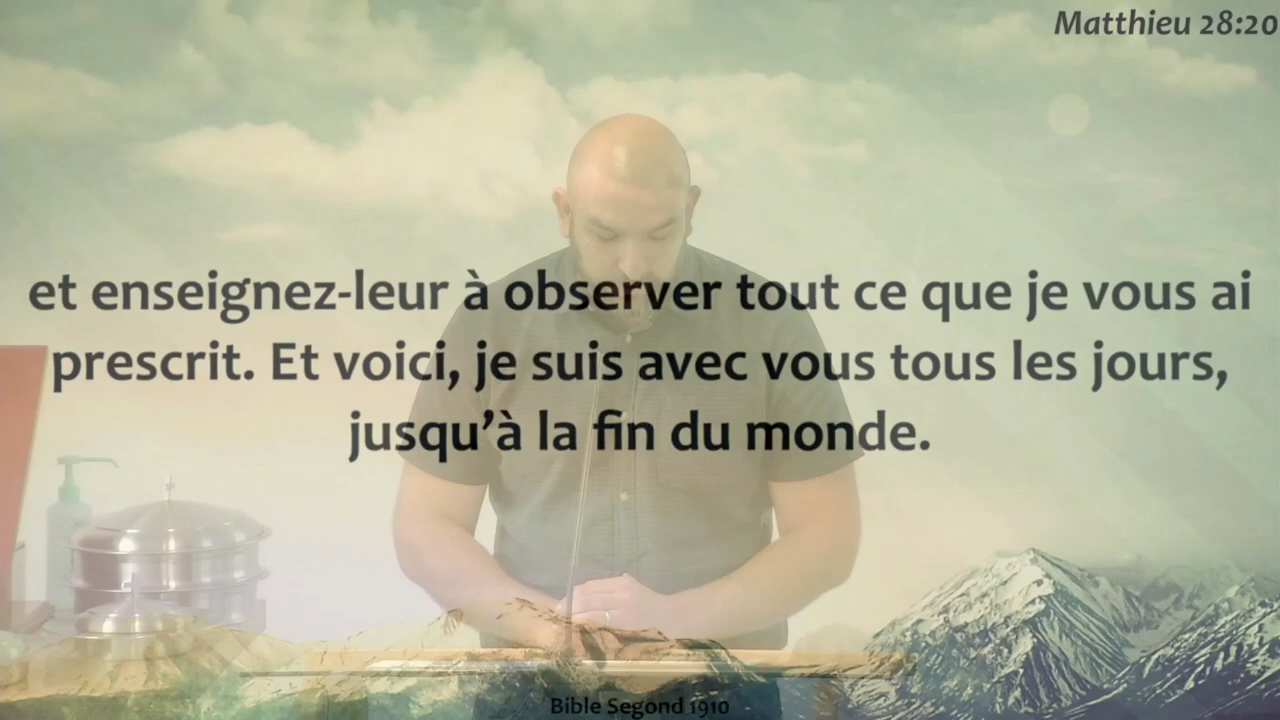 Matthieu 28:20
et enseignez-leur à observer tout ce que je vous ai
prescrit. Et voici, je suis avec vous tous les jours,
jusqu’à la fin du monde.
Bible Segond 1910